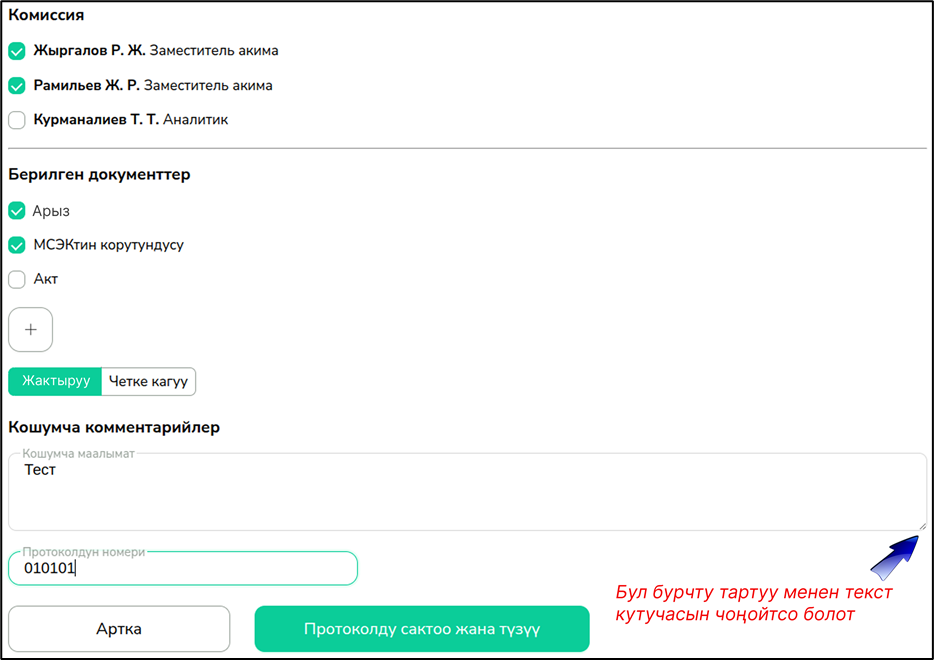 Комиссия
Жыргалов Р. Ж. Заместитель акима
Рамильев Ж. Р. Заместитель акима
Курманалиев Т. Т. Аналитик
Берилген документтер
Арыз
МСЭКтин корутундусу
Акт
+
Жактыруу Четке кагуу
Кошумча комментарийлер
Кошумча маалымат
Тест
Протоколдун номери
010101
Бул бурчту тартуу менен текст
кутучасын чоңойтсо болот
Артка Протоколду сактоо жана түзүү